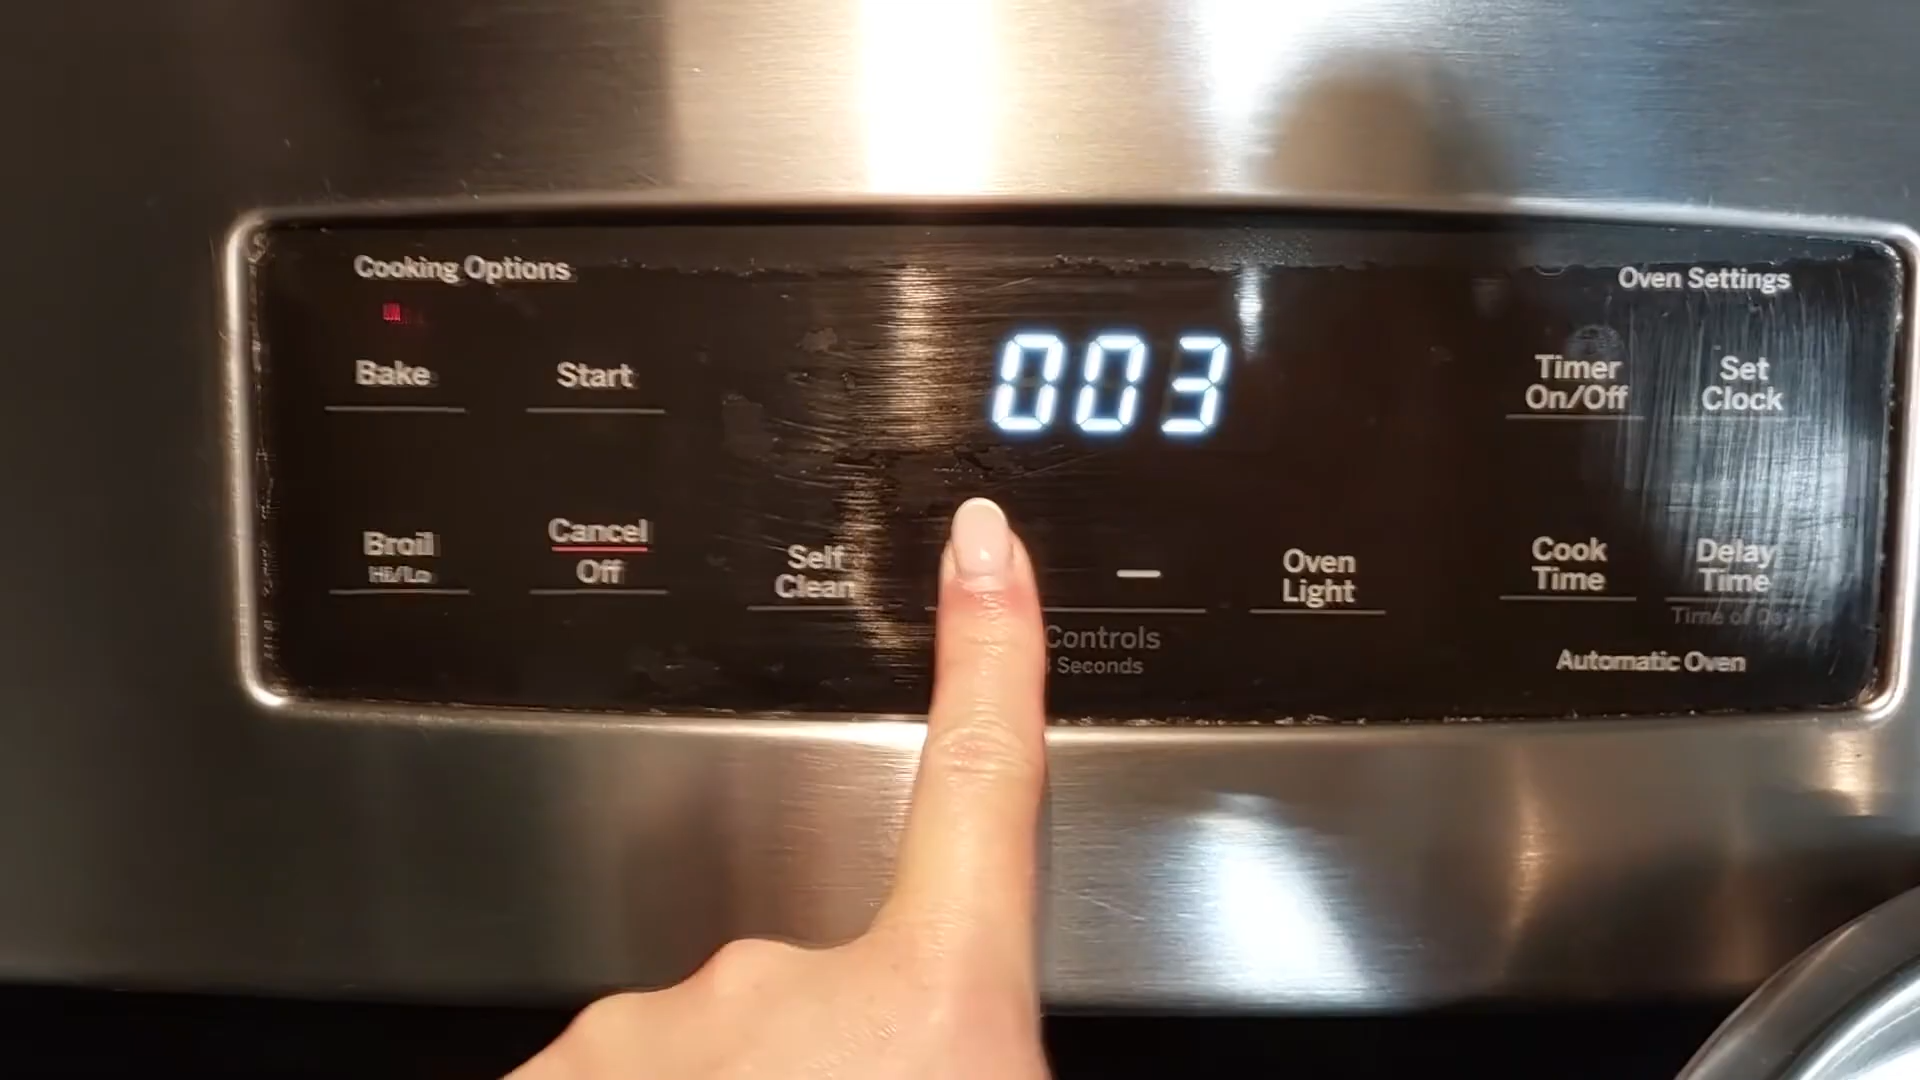 Cooking Options
Oven Settings
Bake
Start
003
Timer
On/Off
Set
Clock
Broil
Hi/Lo
Cancel
Off
Self
Clean
Oven
Light
Cook
Time
Delay
Time
Time of Day
Controls
3 Seconds
Automatic Oven